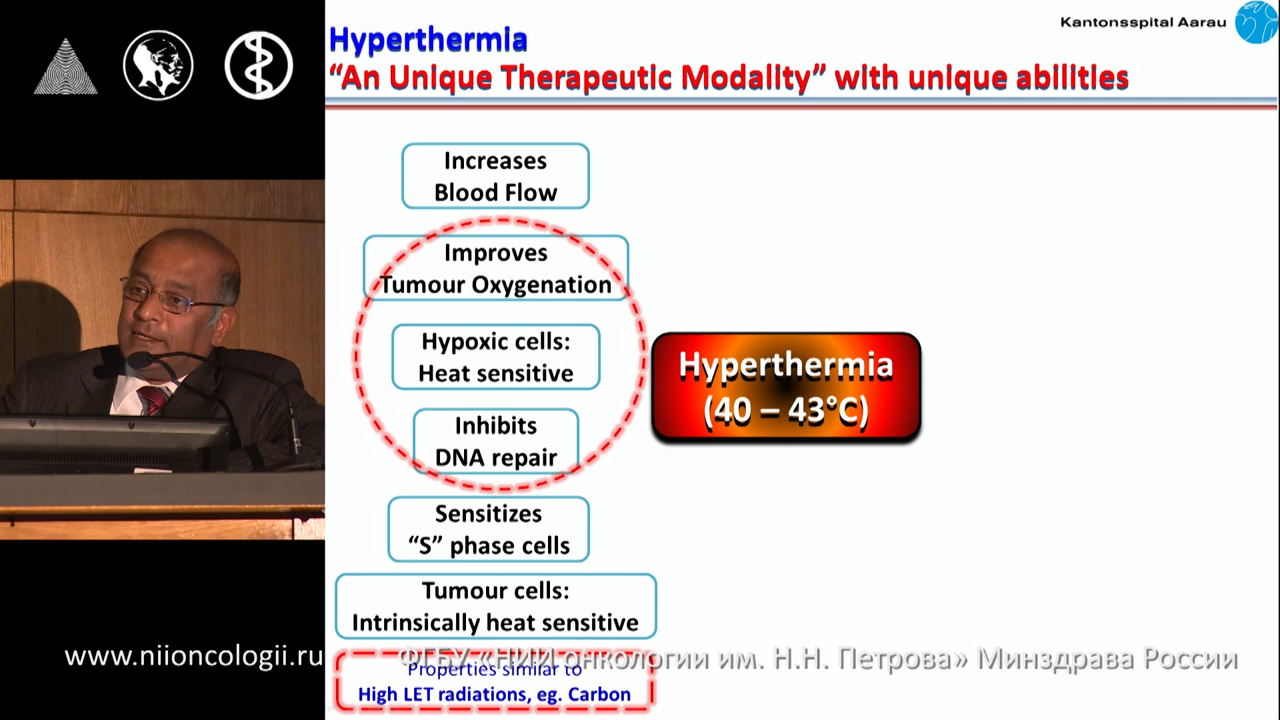 Kantonsspital Aarau
Hyperthermia
“An Unique Therapeutic Modality” with unique abilities
Increases
Blood Flow
Improves
Tumour Oxygenation
Hypoxic cells:
Heat sensitive
Inhibits
DNA repair
Sensitizes
“S” phase cells
Tumour cells:
Intrinsically heat sensitive
Properties similar to
High LET radiations, eg. Carbon
Hyperthermia
(40 – 43°C)
www.niioncologii.ru
ФГБУ «НИИ онкологии им. Н.Н. Петрова» Минздрава России